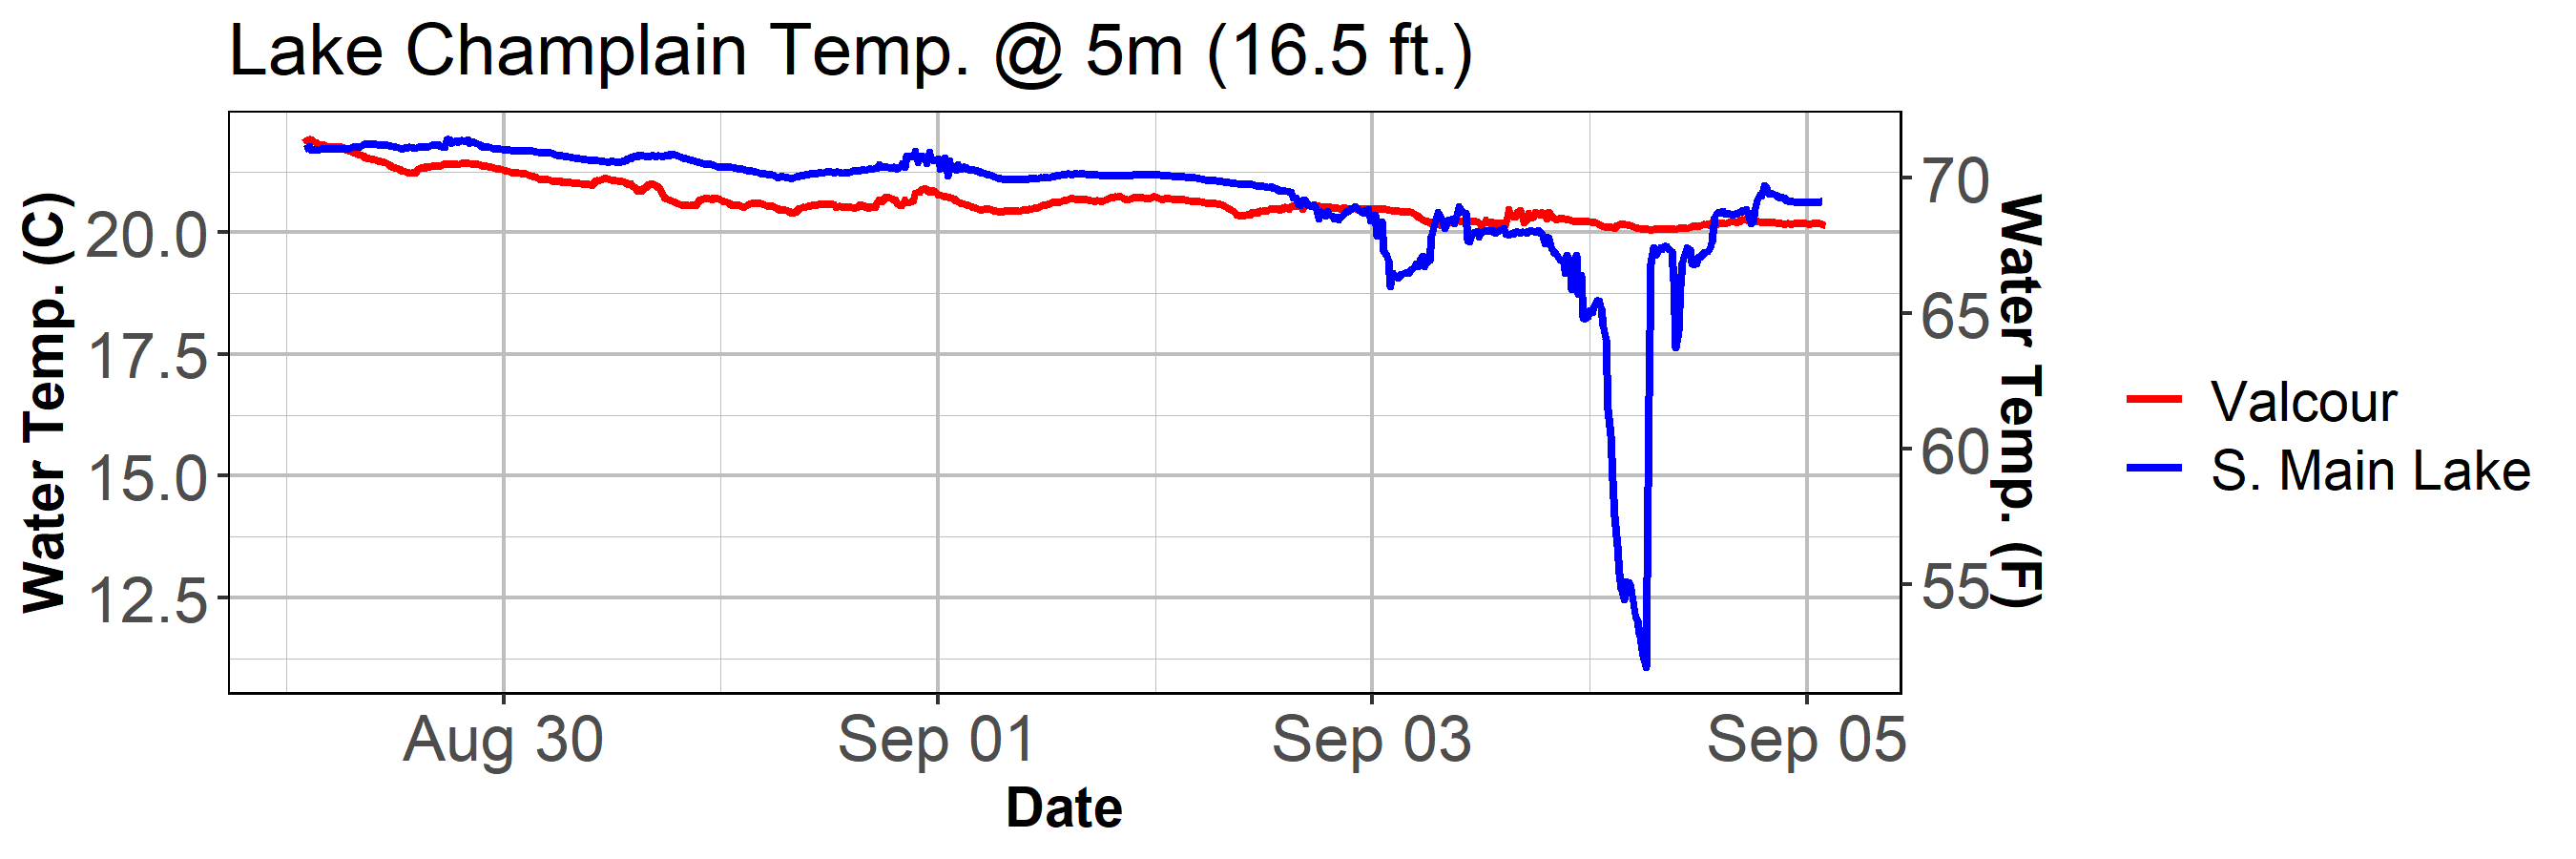 Lake Champlain Temp. @ 5m (16.5 ft.)
Water Temp. (C)
20.0
17.5
15.0
12.5
70
65
60
55
Water Temp. (F)
Aug 30
Sep 01
Sep 03
Sep 05
Date
Valcour
S. Main Lake